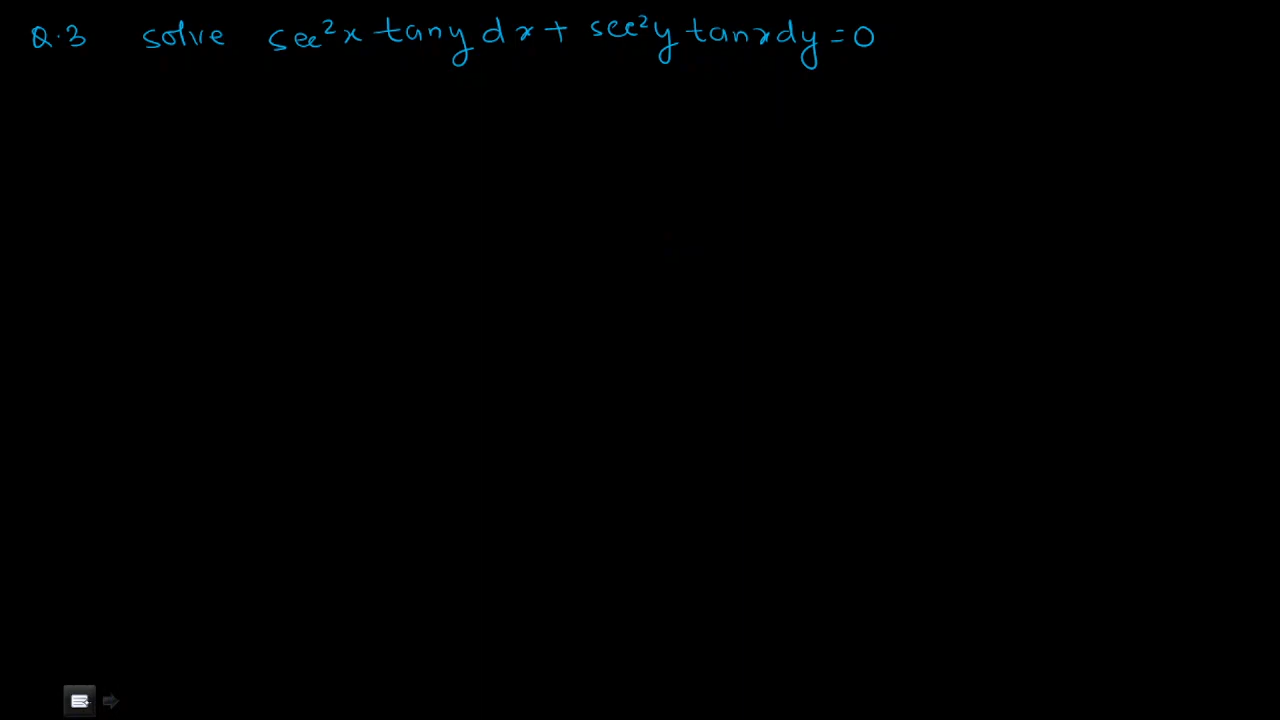 Q.3 solve sec²x tany dx + sec²y tanx dy = 0